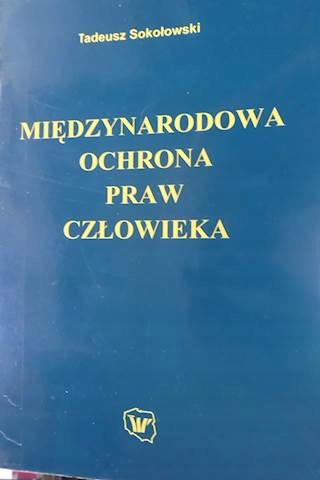 Tadeusz Sokołowski
MIĘDZYNARODOWA
OCHRONA
PRAW
CZŁOWIEKA
W